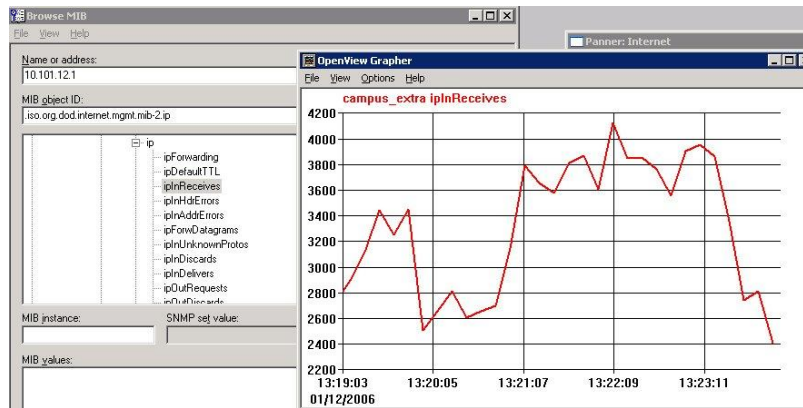 Browse MIB
File View Help
Name or address:
10.101.12.1
MIB object ID:
.iso.org.dod.internet.mgmt.mib-2.ip
ip
ipForwarding
ipDefaultTTL
ipInReceives
ipInHdrErrors
ipInAddrErrors
ipForwDatagrams
ipInUnknownProtos
ipInDiscards
ipInDelivers
ipOutRequests
ipOutDiscards
MIB instance: SNMP set value:
MIB values:
Panner: Internet
OpenView Grapher
File View Options Help
campus_extra ipInReceives
4200
4000
3800
3600
3400
3200
3000
2800
2600
2400
2200
13:19:03 13:20:05 13:21:07 13:22:09 13:23:11
01/12/2006